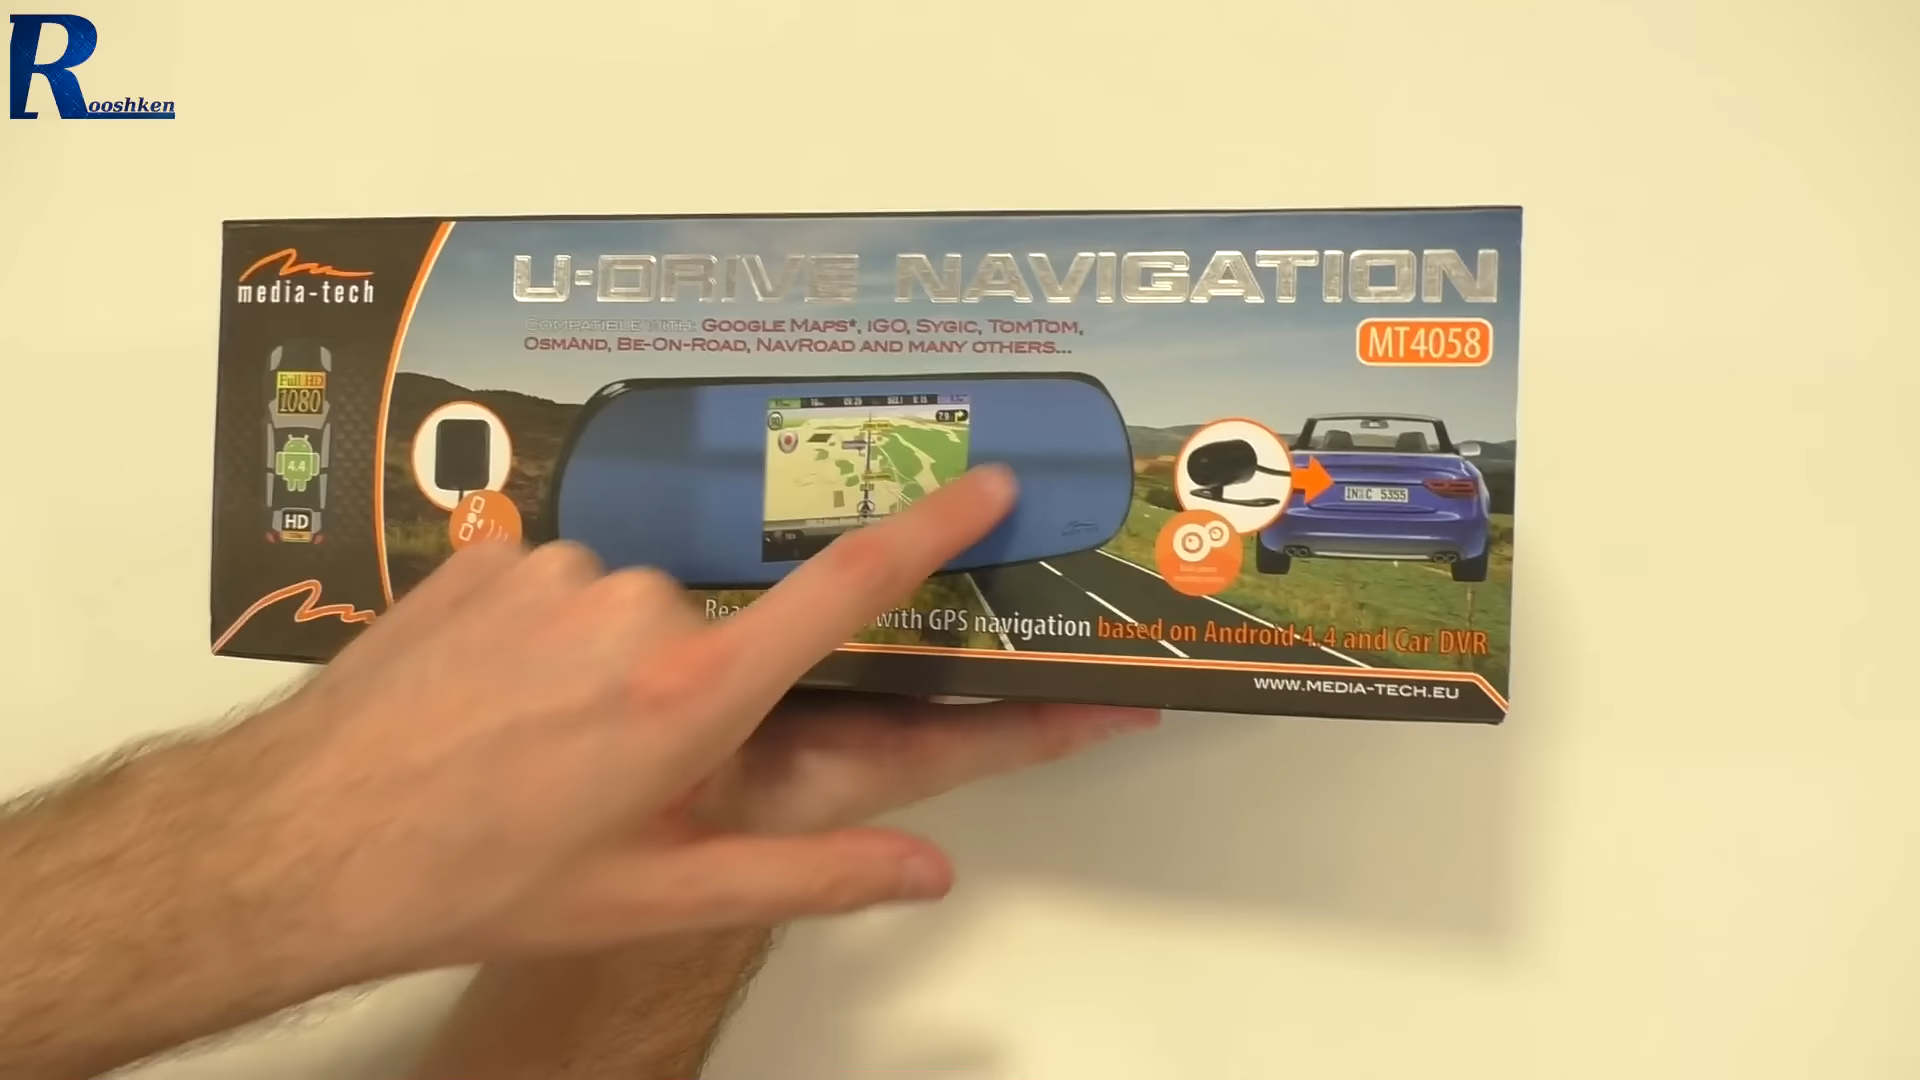 Rooshken
media-tech
U-DRIVE NAVIGATION
COMPATIBLE WITH: GOOGLE MAPS*, IGO, SYGIC, TOMTOM,
OSMAND, BE-ON-ROAD, NAVROAD AND MANY OTHERS...
MT4058
Full HD
1080
4.4
HD
IN C 5355
with GPS navigation based on Android 4.4 and Car DVR
WWW.MEDIA-TECH.EU